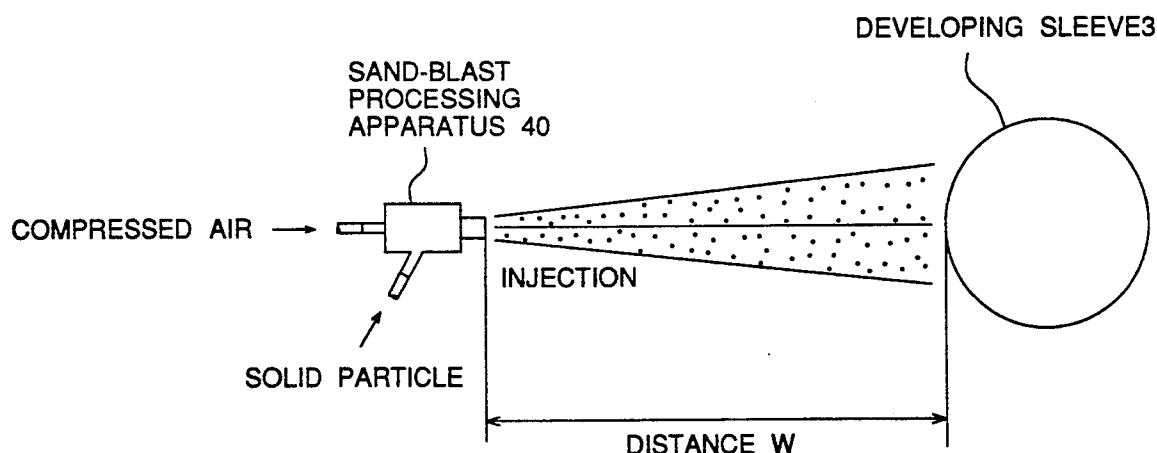 DEVELOPING SLEEVE3
SAND-BLAST
PROCESSING
APPARATUS 40
COMPRESSED AIR
INJECTION
SOLID PARTICLE
DISTANCE W